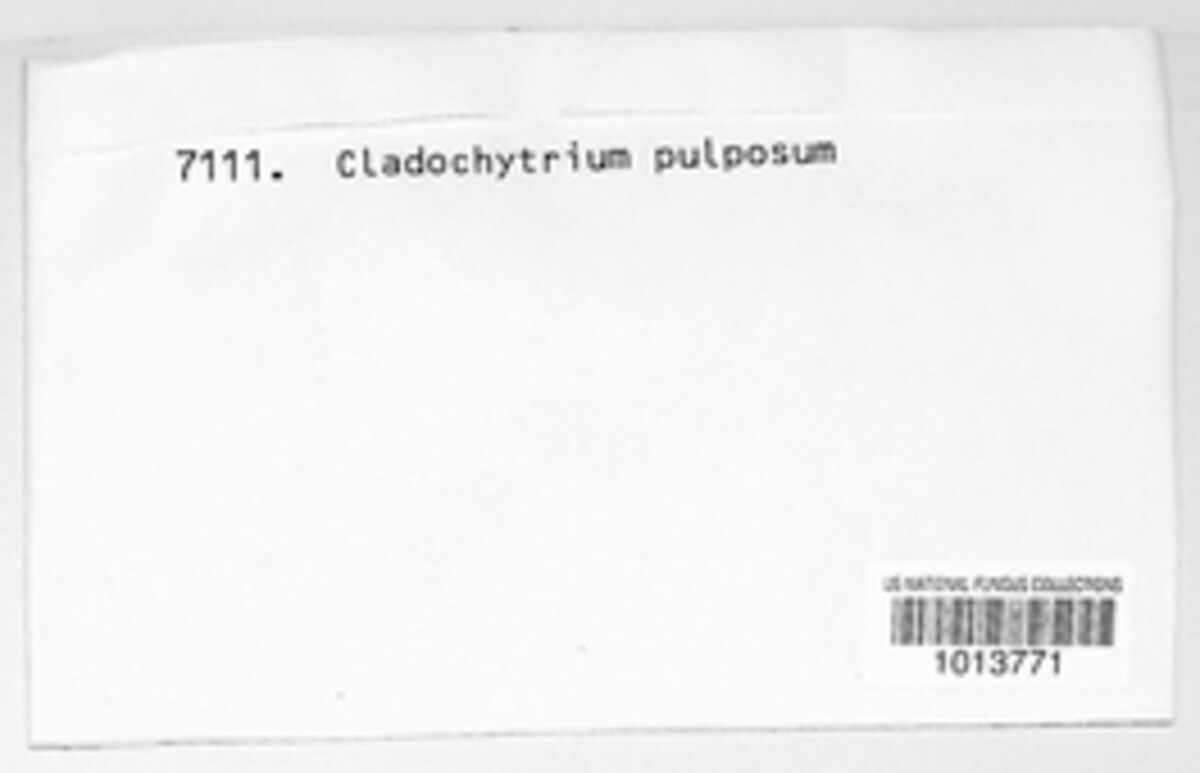 7111. Cladochytrium pulposum
US NATIONAL FUNGUS COLLECTIONS
1013771